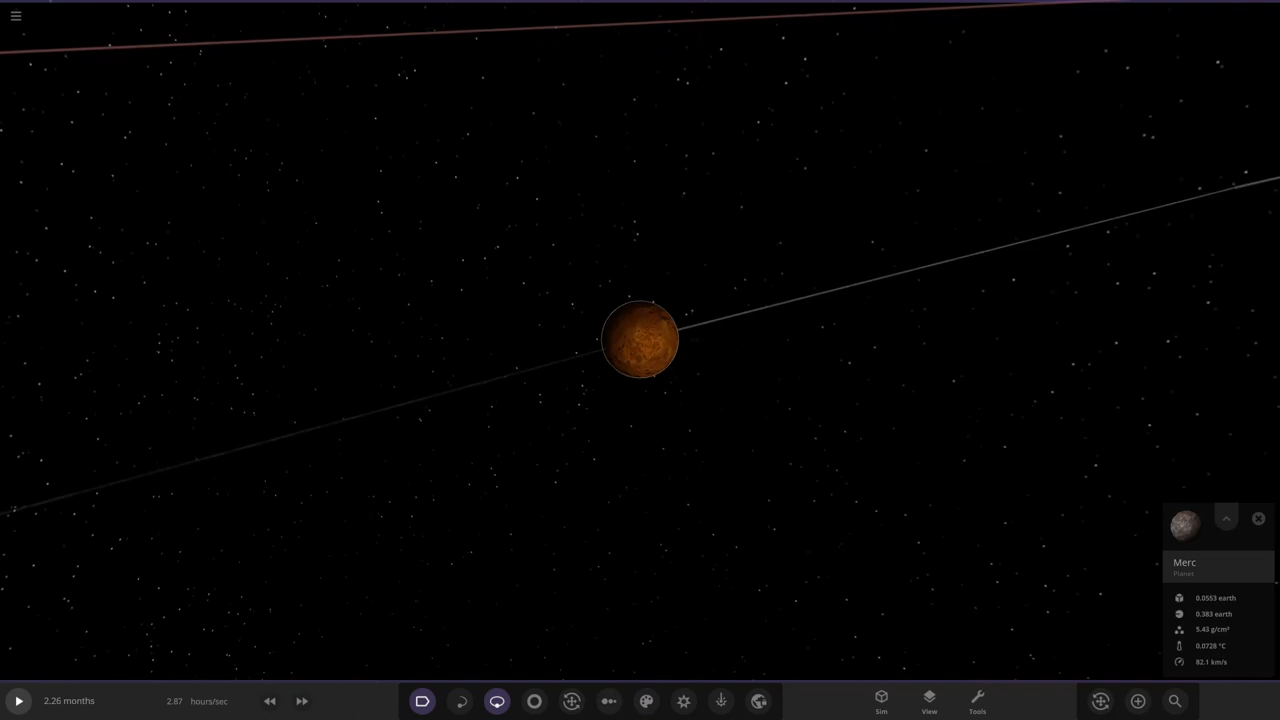 Merc
Planet
0.0553 earth
0.383 earth
5.43 g/cm³
0.0728 °C
82.1 km/s
2.26 months
2.87 hours/sec
Sim
View
Tools